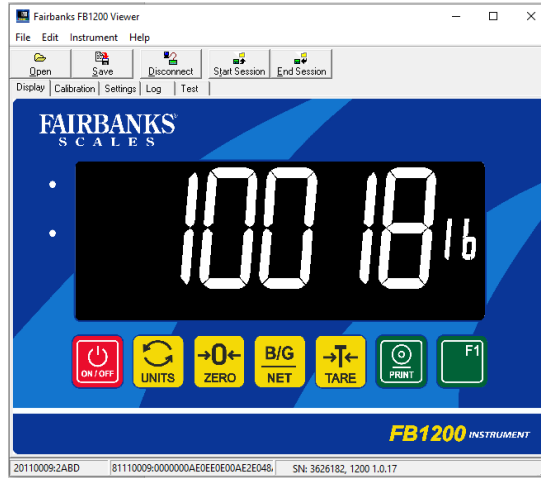 Fairbanks FB1200 Viewer
File Edit Instrument Help
Open Save Disconnect Start Session End Session
Display Calibration Settings Log Test
FAIRBANKS
SCALES
10018 lb
ON / OFF
UNITS
→0← ZERO
B/G NET
→T← TARE
PRINT
F1
FB1200 INSTRUMENT
20110009:2ABD 81110009:0000000AE0EE0E00AE2E048, SN: 3626182, 1200 1.0.17